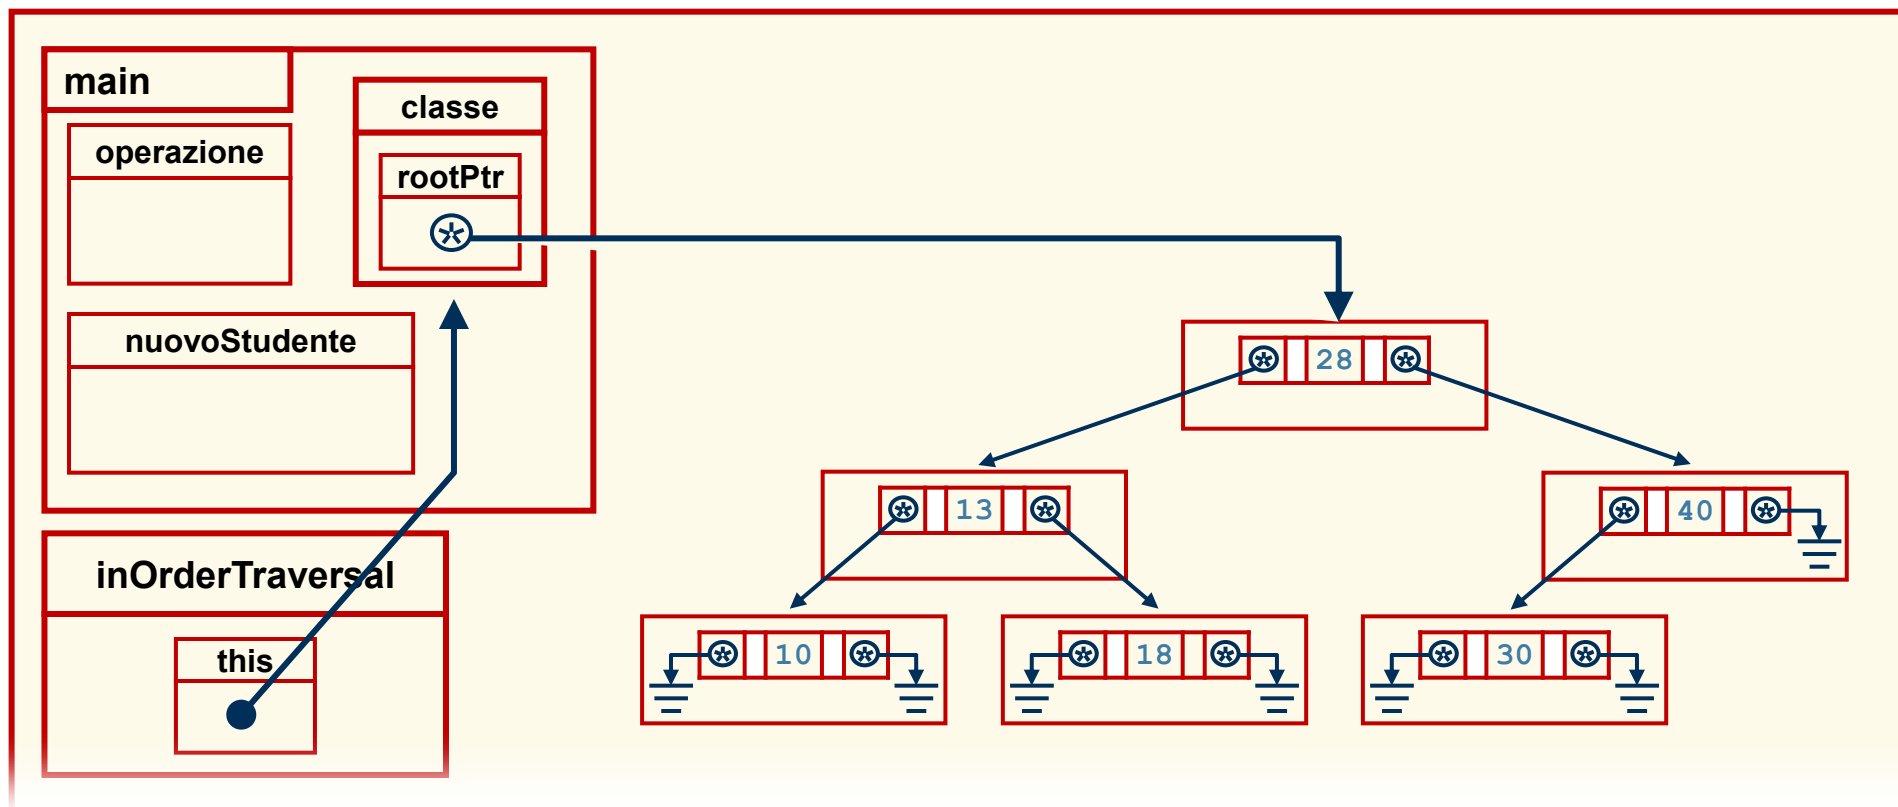 main
classe
operazione
rootPtr
nuovoStudente
28
13
40
inOrderTraversal
this
10
18
30